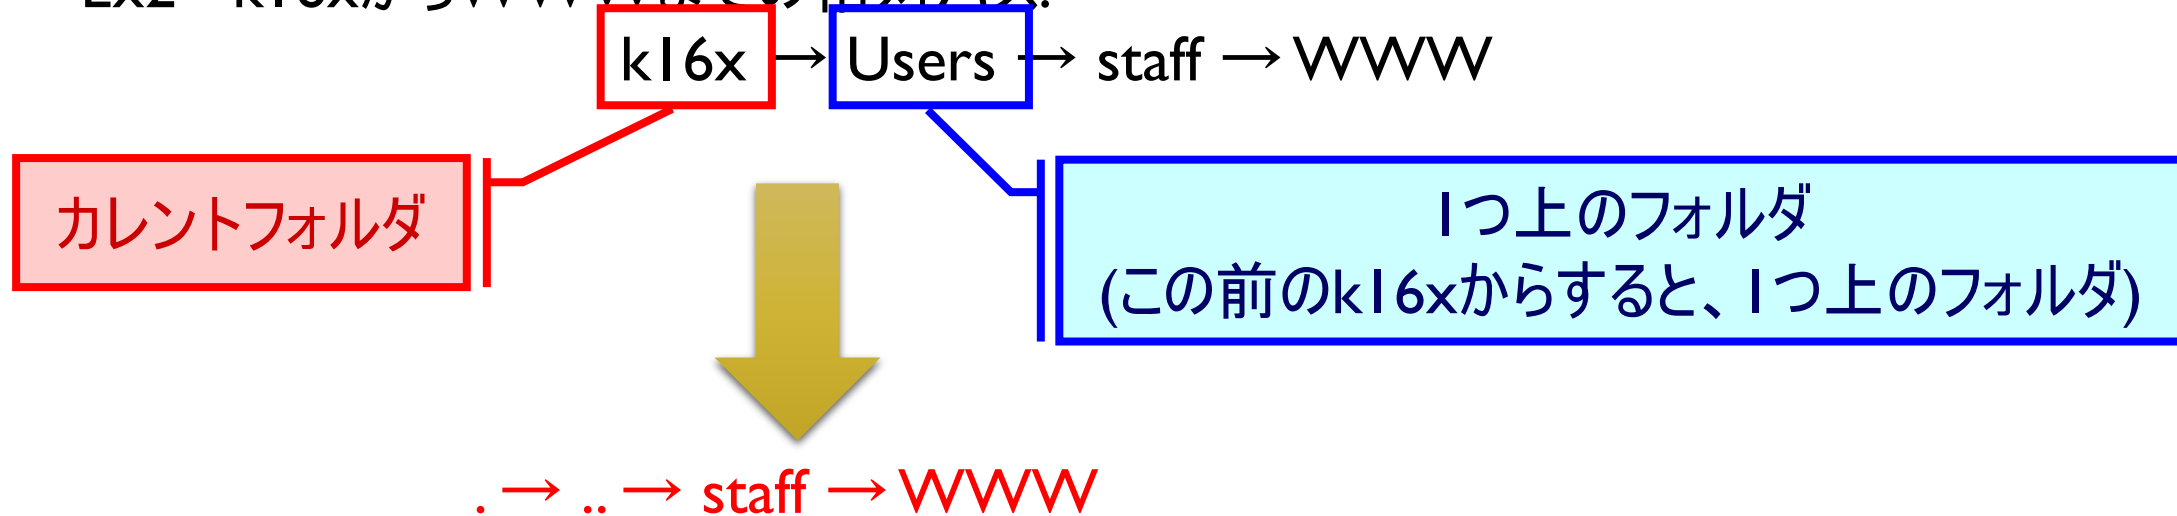 k16x → Users → staff → WWW
カレントフォルダ
1つ上のフォルダ
(この前のk16xからすると、1つ上のフォルダ)
. → .. → staff → WWW